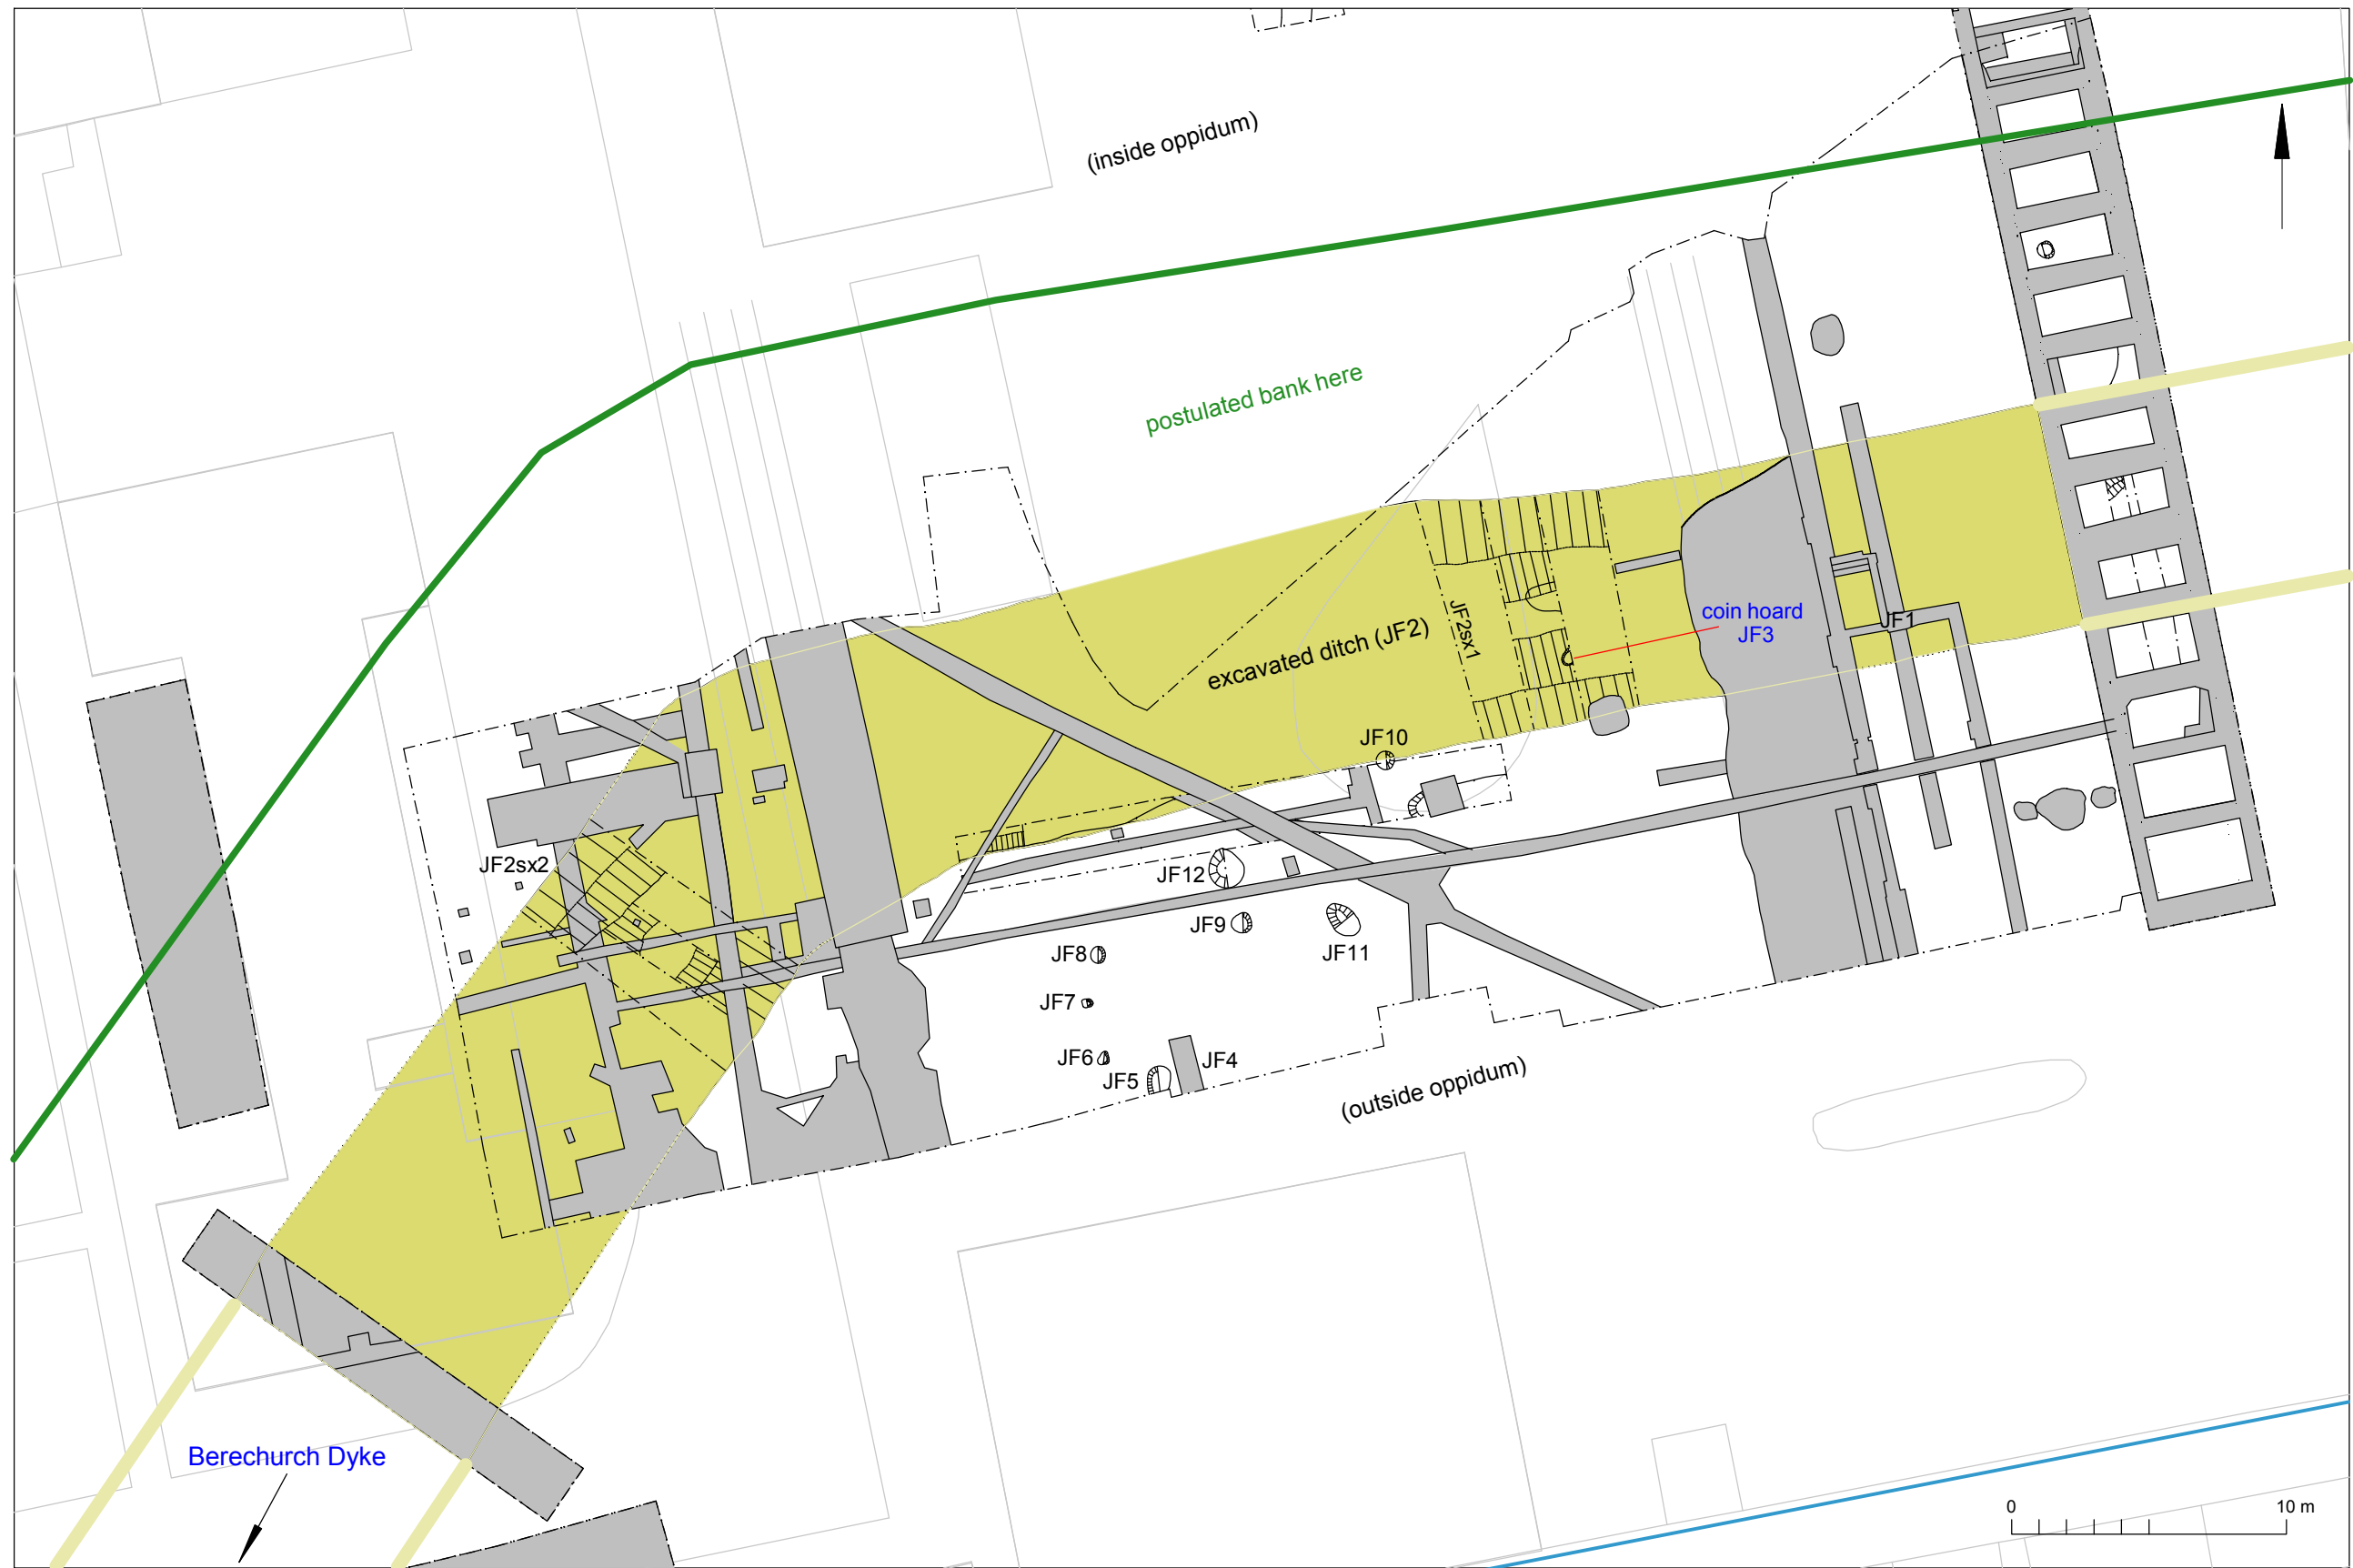 (inside oppidum)
postulated bank here
coin hoard
JF3
JF1
JF2sx1
excavated ditch (JF2)
JF10
JF2sx2
JF12
JF9
JF11
JF8
JF7
JF6
JF5
JF4
(outside oppidum)
Berechurch Dyke
0
10 m